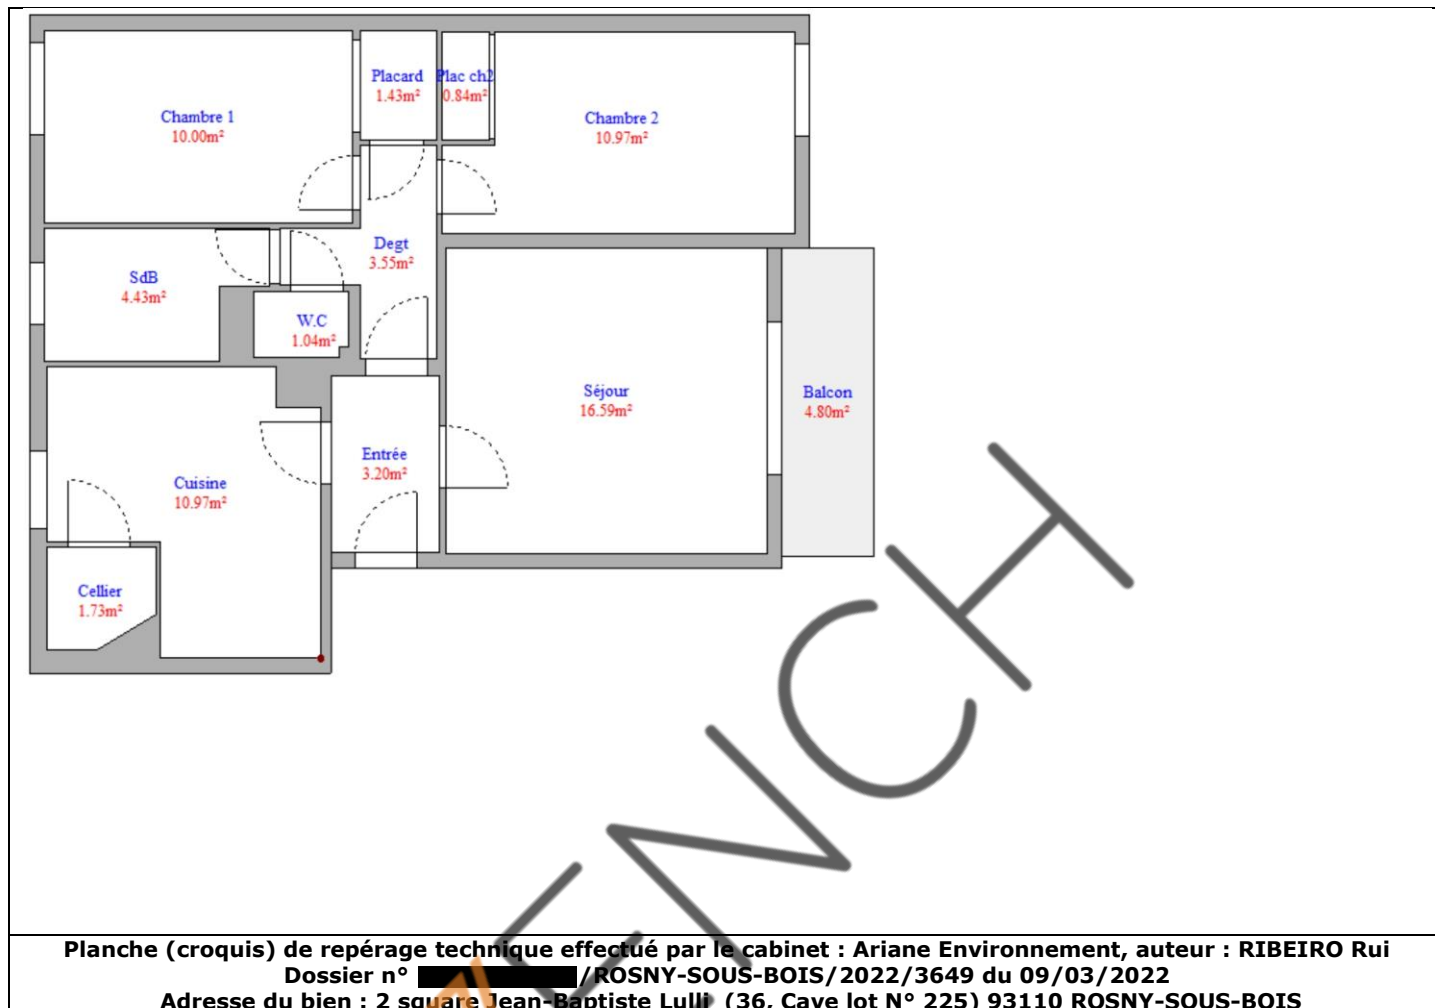 Placard
1.43m²
Plac ch2
0.84m²
Chambre 1
10.00m²
Chambre 2
10.97m²
Degt
3.55m²
SdB
4.43m²
W.C
1.04m²
Séjour
16.59m²
Balcon
4.80m²
Entrée
3.20m²
Cuisine
10.97m²
Cellier
1.73m²
ENCH
Planche (croquis) de repérage technique effectué par le cabinet : Ariane Environnement, auteur : RIBEIRO Rui
Dossier n° /ROSNY-SOUS-BOIS/2022/3649 du 09/03/2022
Adresse du bien : 2 square Jean-Baptiste Lulli (36, Cave lot N° 225) 93110 ROSNY-SOUS-BOIS